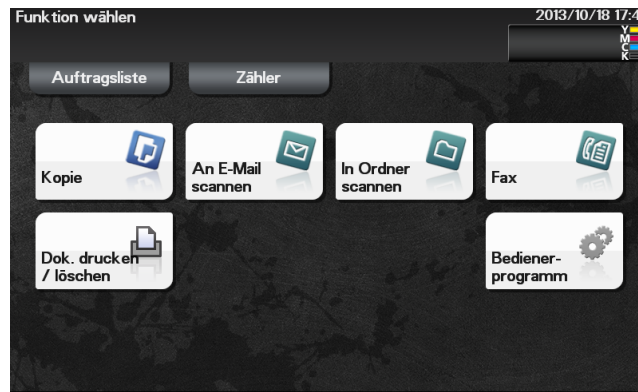 Funktion wählen
2013/10/18 17:4
Y
M
C
K
Auftragsliste
Zähler
Kopie
An E-Mail
scannen
In Ordner
scannen
Fax
Dok. drucken
/ löschen
Bediener-
programm